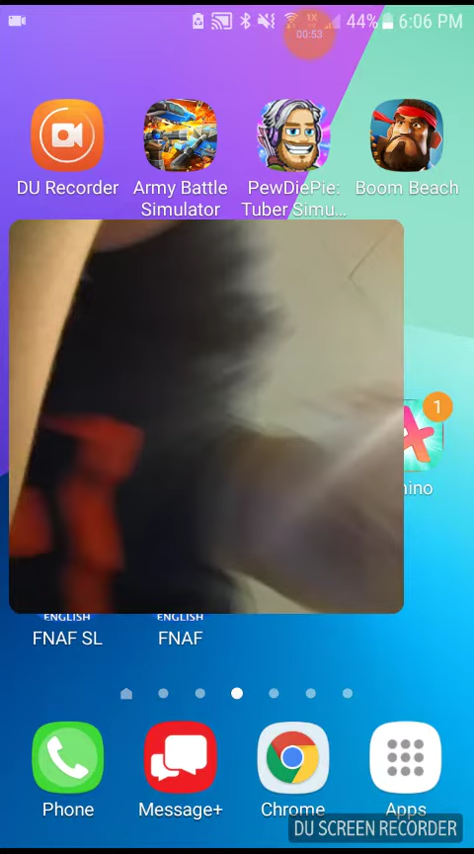 1X
44%
6:06 PM
00:53
DU Recorder
Army Battle
Simulator
PewDiePie:
Tuber Simu...
Boom Beach
1
ENGLISH
FNAF SL
ENGLISH
FNAF
Phone
Message+
Chrome
Apps
DU SCREEN RECORDER